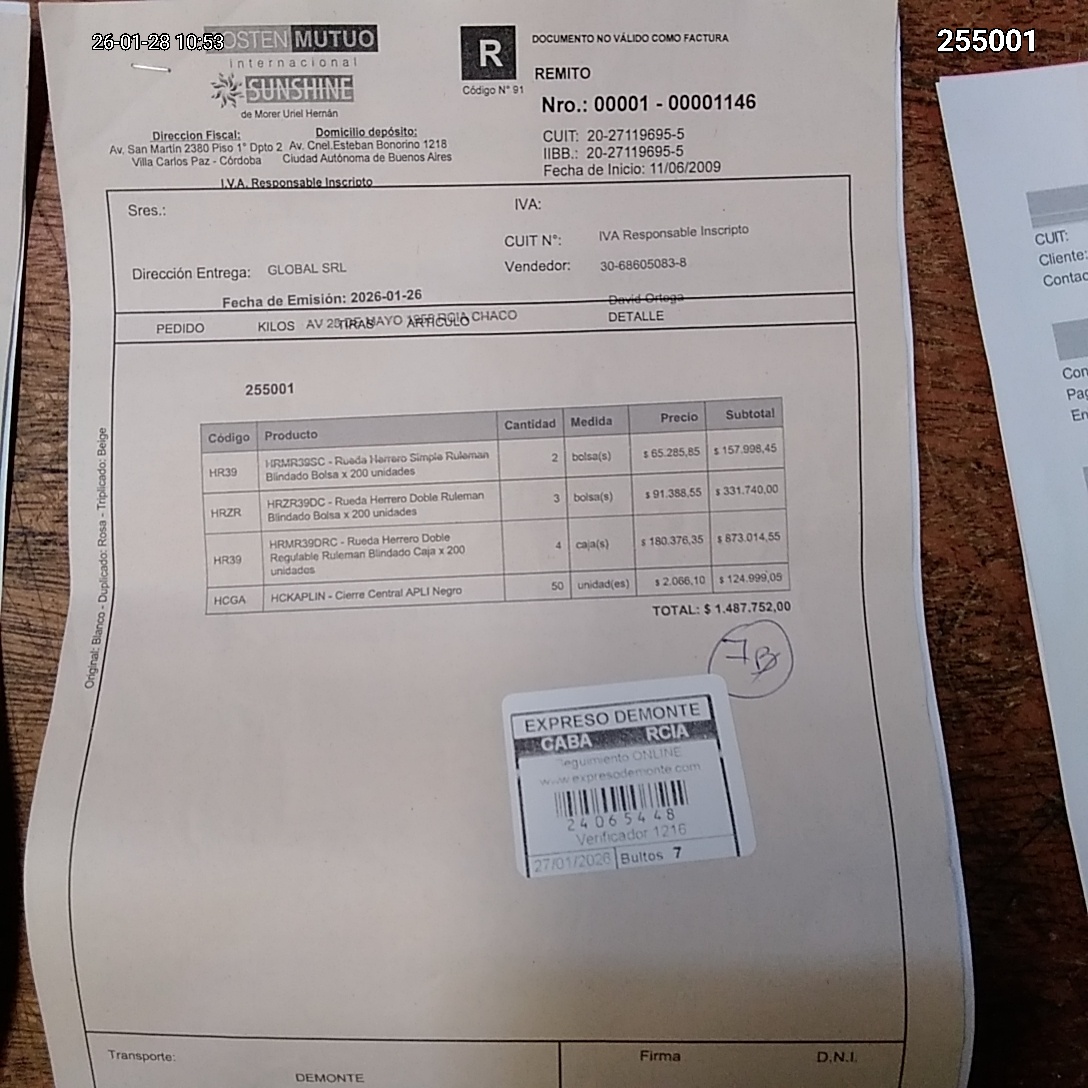 26-01-28 10:53
255001
OSTEN MUTUO
internacional
SUNSHINE
de Morer Uriel Hernán
Direccion Fiscal:
Av. San Martin 2380 Piso 1° Dpto 2
Villa Carlos Paz - Córdoba
Domicilio depósito:
Av. Cnel.Esteban Bonorino 1218
Ciudad Autónoma de Buenos Aires
I.V.A. Responsable Inscripto
R
Código N° 91
DOCUMENTO NO VÁLIDO COMO FACTURA
REMITO
Nro.: 00001 - 00001146
CUIT: 20-27119695-5
IIBB.: 20-27119695-5
Fecha de Inicio: 11/06/2009
Sres.:
IVA:
CUIT N°: IVA Responsable Inscripto
Dirección Entrega: GLOBAL SRL
Vendedor: 30-68605083-8
Fecha de Emisión: 2026-01-26
David Ortega
AV 25 DE MAYO RCIA CHACO
PEDIDO KILOS TIRAS ARTICULO DETALLE
255001
Código Producto Cantidad Medida Precio Subtotal
HR39 HRMR39SC - Rueda Herrero Simple Ruleman Blindado Bolsa x 200 unidades 2 bolsa(s) $ 65.285,85 $ 157.998,45
HRZR HRZR39DC - Rueda Herrero Doble Ruleman Blindado Bolsa x 200 unidades 3 bolsa(s) $ 91.388,55 $ 331.740,00
HR39 HRMR39DRC - Rueda Herrero Doble Regulable Ruleman Blindado Caja x 200 unidades 4 caja(s) $ 180.376,35 $ 873.014,55
HCGA HCKAPLIN - Cierre Central APLI Negro 50 unidad(es) $ 2.066,10 $ 124.999,05
TOTAL: $ 1.487.752,00
7B
EXPRESO DEMONTE
CABA RCIA
Seguimiento ONLINE
www.expresodemonte.com
24065448
Verificador 1216
27/01/2026 Bultos 7
Original: Blanco - Duplicado: Rosa - Triplicado: Beige
Transporte:
DEMONTE
Firma
D.N.I.
CUIT:
Cliente: